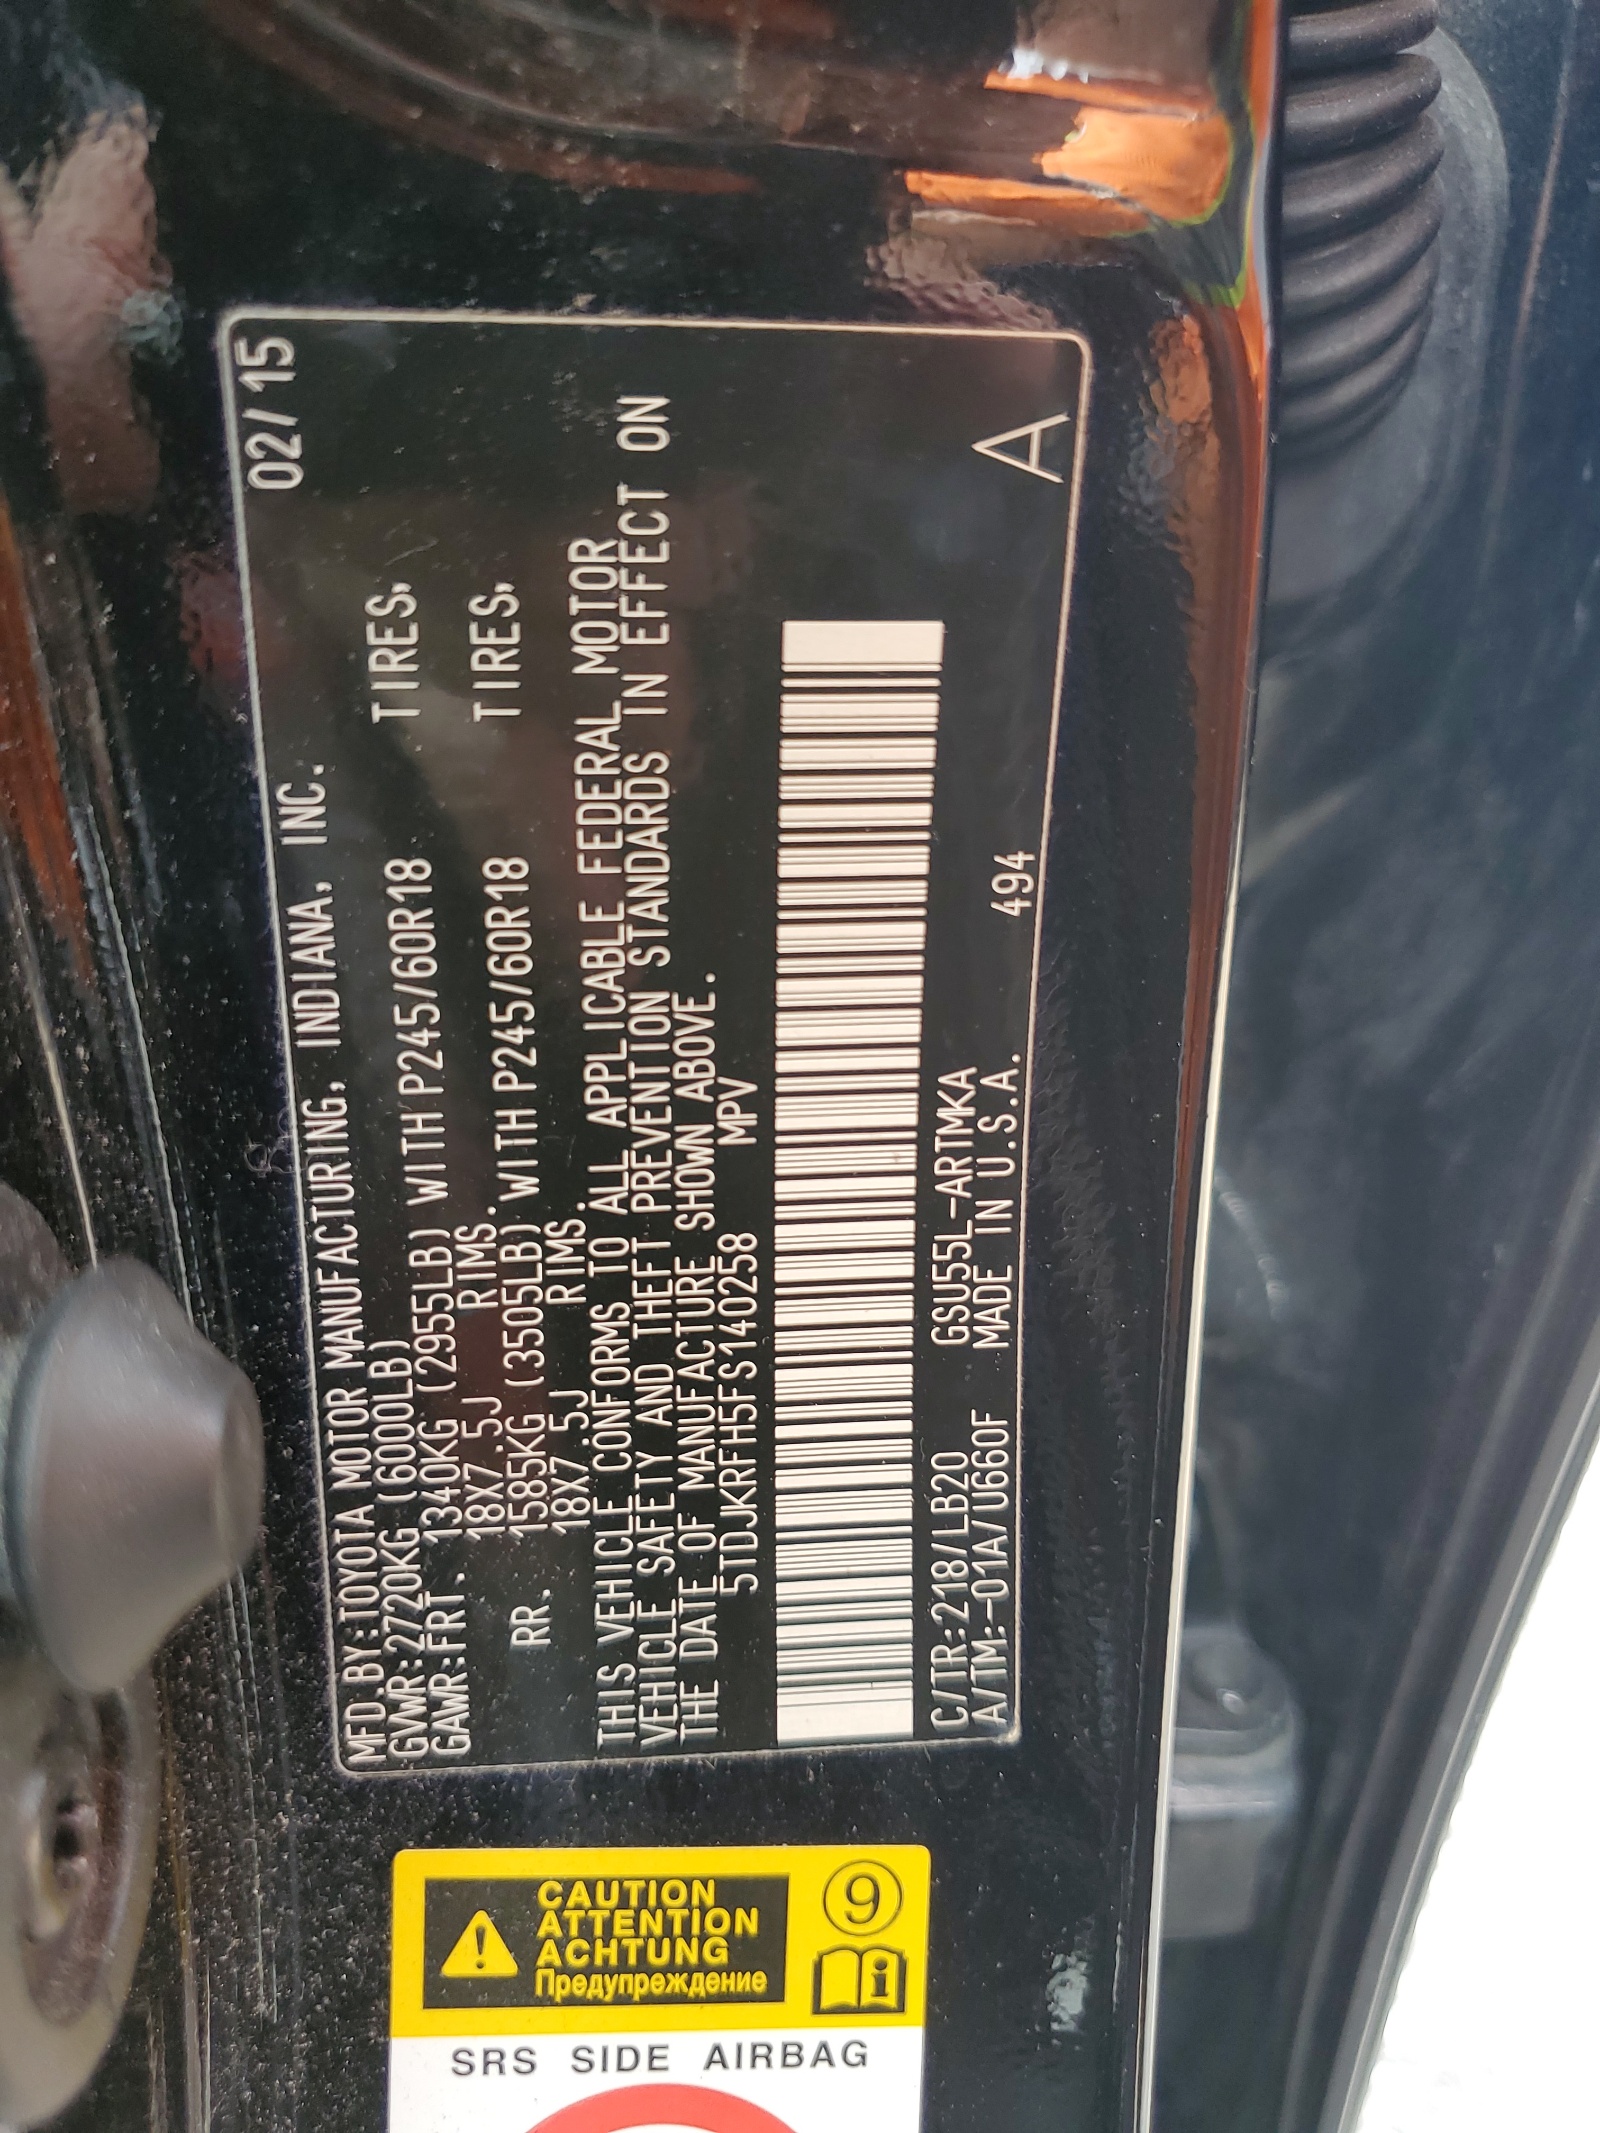 MFD.BY:TOYOTA MOTOR MANUFACTURING, INDIANA, INC. 02/15
GVWR:2720KG (6000LB)
GAWR:FRT. 1340KG (2955LB) WITH P245/60R18 TIRES,
18X7.5J RIMS.
RR. 1585KG (3505LB) WITH P245/60R18 TIRES,
18X7.5J RIMS.
THIS VEHICLE CONFORMS TO ALL APPLICABLE FEDERAL MOTOR
VEHICLE SAFETY AND THEFT PREVENTION STANDARDS IN EFFECT ON
THE DATE OF MANUFACTURE SHOWN ABOVE.
5TDJKRFH5FS140258 MPV
C/TR:218/LB20 GSU55L-ARTMKA
A/TM:-01A/U660F MADE IN U.S.A. 494
A
CAUTION
ATTENTION
ACHTUNG
Предупреждение
9
i
SRS SIDE AIRBAG